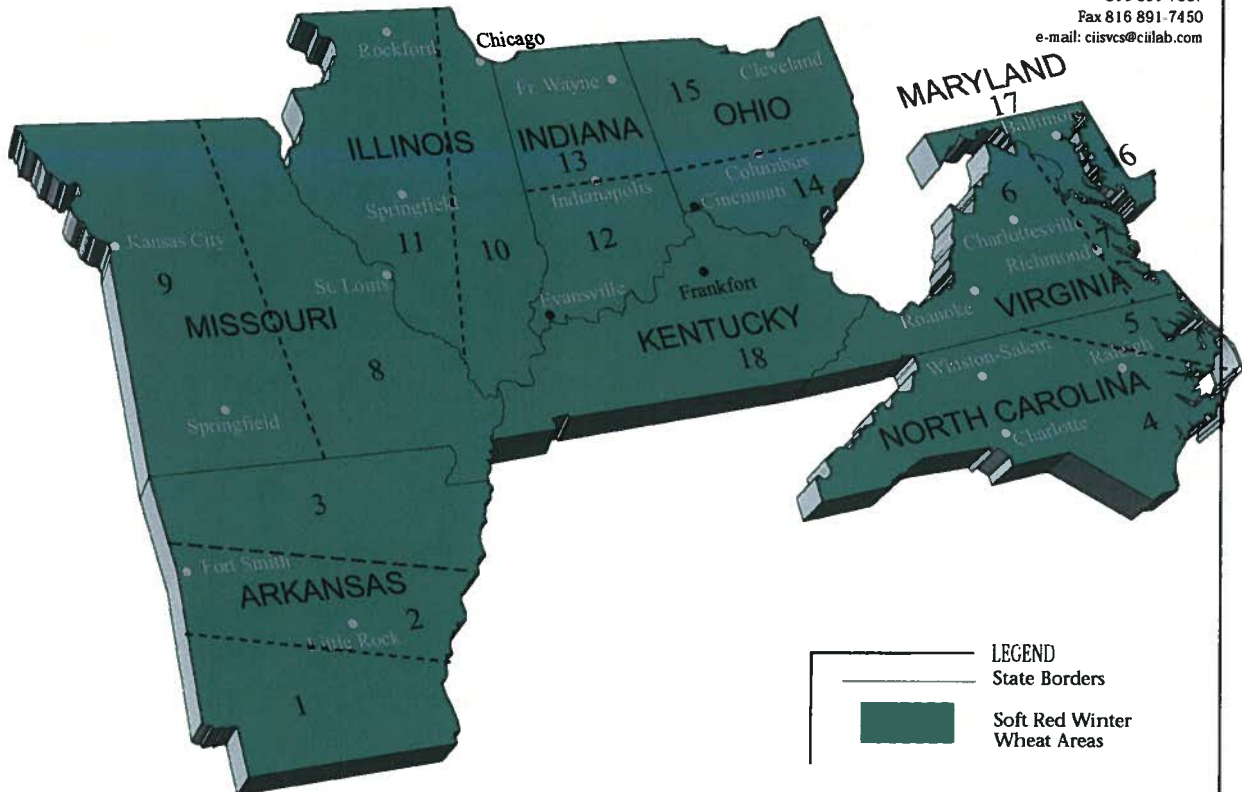 Fax 816 891-7450
e-mail: ciisvcs@ciilab.com
Rockford
Chicago
Ft. Wayne
Cleveland
15
OHIO
MARYLAND
17
Baltimore
16
ILLINOIS
INDIANA
13
Columbus
Indianapolis
Cincinnati
14
Springfield
6
Kansas City
11
10
12
Charlottesville
7
Richmond
9
St. Louis
Evansville
Frankfort
Roanoke
VIRGINIA
MISSOURI
KENTUCKY
18
5
8
Winston-Salem
Raleigh
Springfield
NORTH CAROLINA
4
Charlotte
3
Fort Smith
ARKANSAS
2
Little Rock
1
LEGEND
State Borders
Soft Red Winter
Wheat Areas